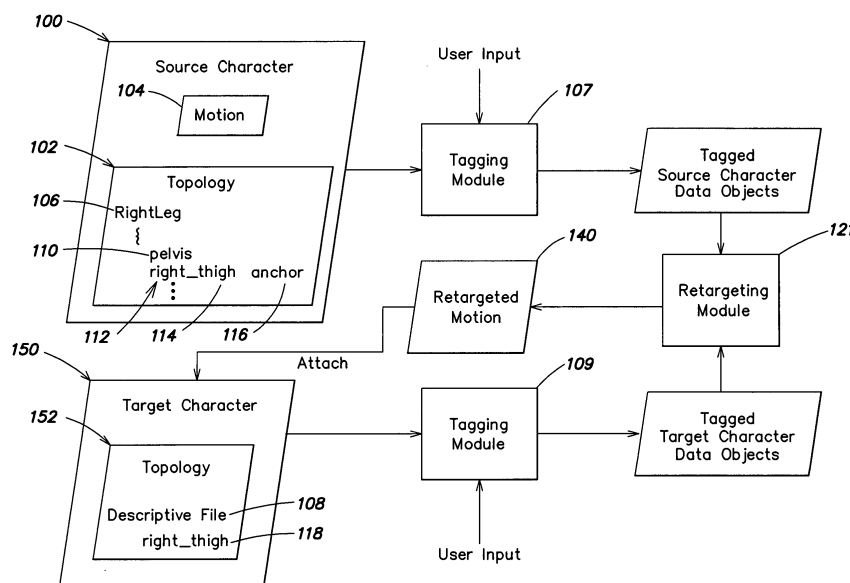 100
Source Character
104
Motion
102
Topology
106
RightLeg
{
110
pelvis
right_thigh anchor
112
114
116
User Input
107
Tagging
Module
Tagged
Source Character
Data Objects
140
Retargeted
Motion
121
Retargeting
Module
Attach
150
Target Character
152
Topology
Descriptive File
108
right_thigh
118
109
Tagging
Module
User Input
Tagged
Target Character
Data Objects